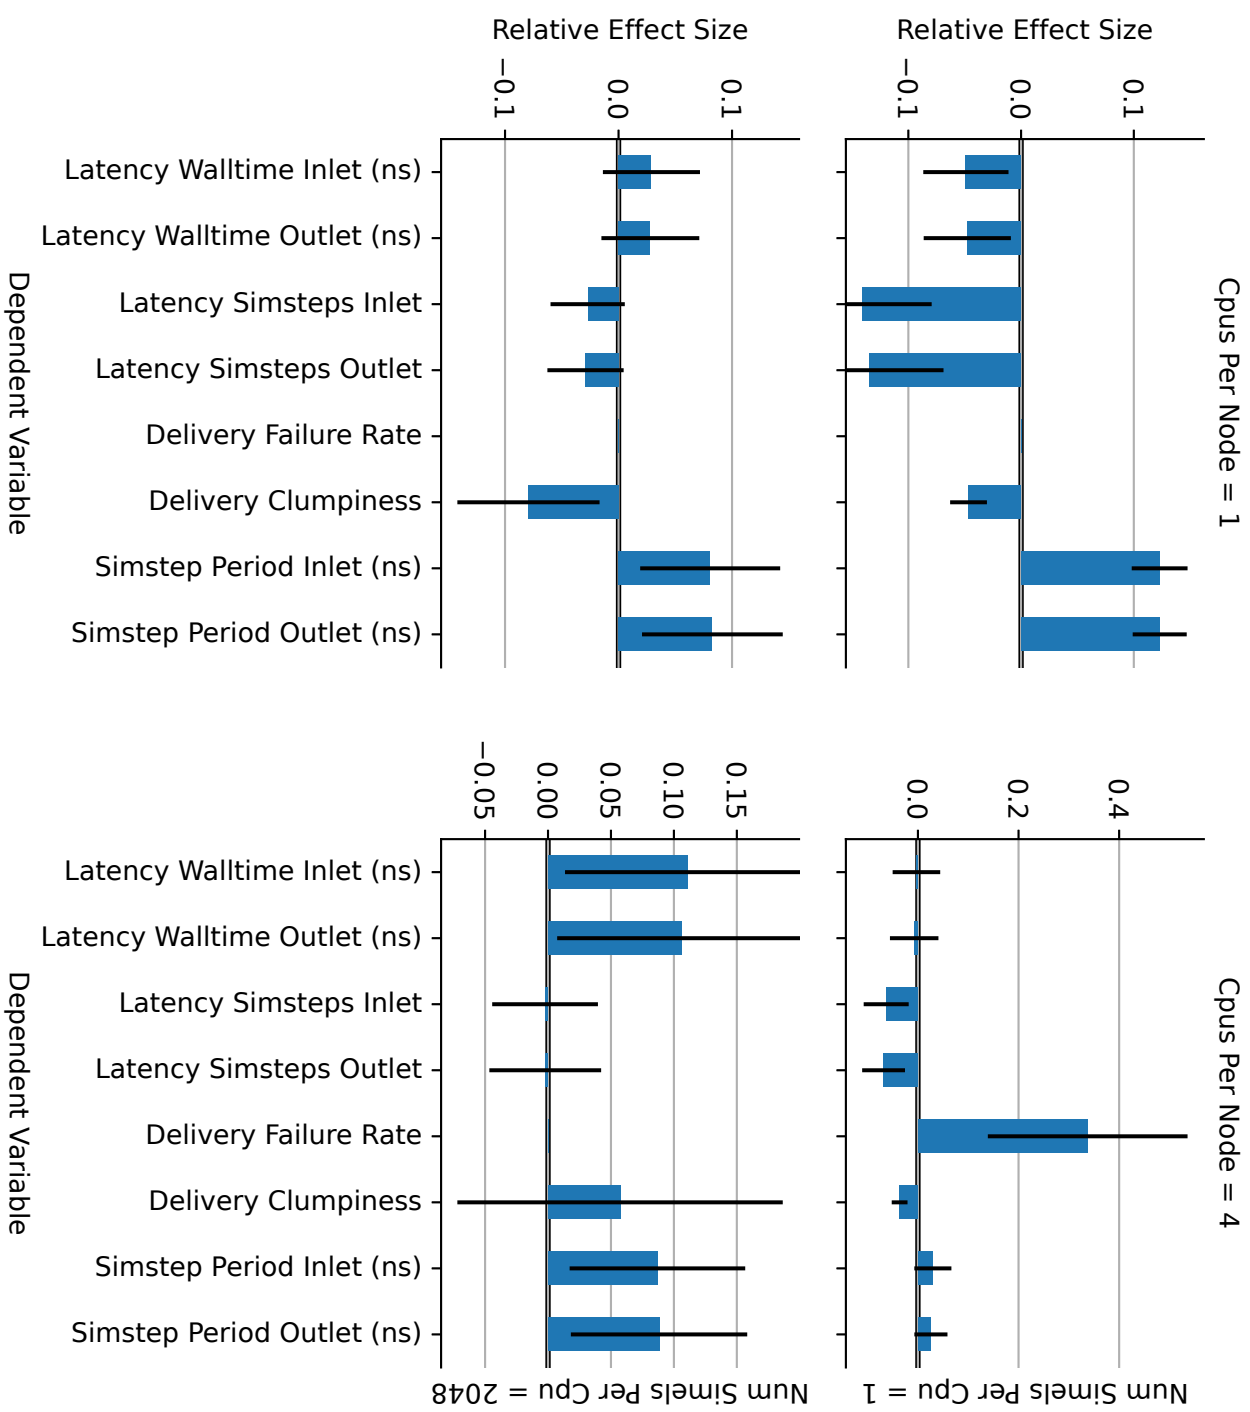 Relative Effect Size
Relative Effect Size
−0.1
0.0
0.1
−0.1
0.0
0.1
Latency Walltime Inlet (ns)
Latency Walltime Outlet (ns)
Latency Simsteps Inlet
Latency Simsteps Outlet
Delivery Failure Rate
Delivery Clumpiness
Simstep Period Inlet (ns)
Simstep Period Outlet (ns)
Dependent Variable
Cpus Per Node = 1
−0.05
0.00
0.05
0.10
0.15
0.0
0.2
0.4
Latency Walltime Inlet (ns)
Latency Walltime Outlet (ns)
Latency Simsteps Inlet
Latency Simsteps Outlet
Delivery Failure Rate
Delivery Clumpiness
Simstep Period Inlet (ns)
Simstep Period Outlet (ns)
Dependent Variable
Cpus Per Node = 4
Num Simels Per Cpu = 2048
Num Simels Per Cpu = 1